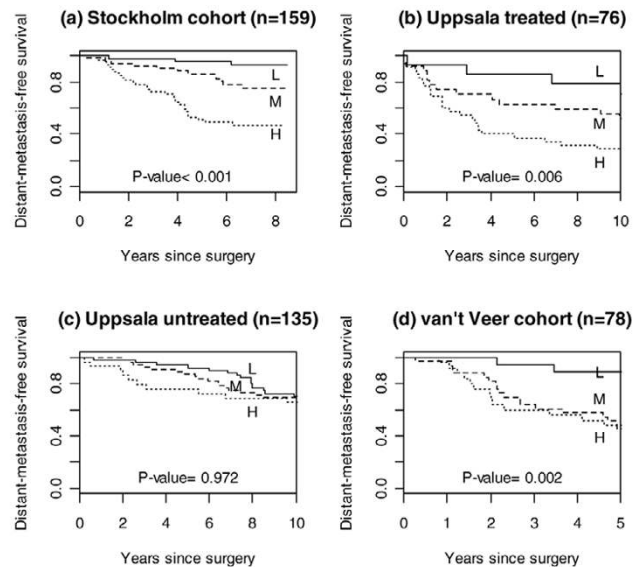 (a) Stockholm cohort (n=159)
Distant-metastasis-free survival
0.8
0.4
0.0
L
M
H
P-value< 0.001
0 2 4 6 8
Years since surgery
(b) Uppsala treated (n=76)
Distant-metastasis-free survival
0.8
0.4
0.0
L
M
H
P-value= 0.006
0 2 4 6 8 10
Years since surgery
(c) Uppsala untreated (n=135)
Distant-metastasis-free survival
0.8
0.4
0.0
L
M
H
P-value= 0.972
0 2 4 6 8 10
Years since surgery
(d) van't Veer cohort (n=78)
Distant-metastasis-free survival
0.8
0.4
0.0
L
M
H
P-value= 0.002
0 1 2 3 4 5
Years since surgery